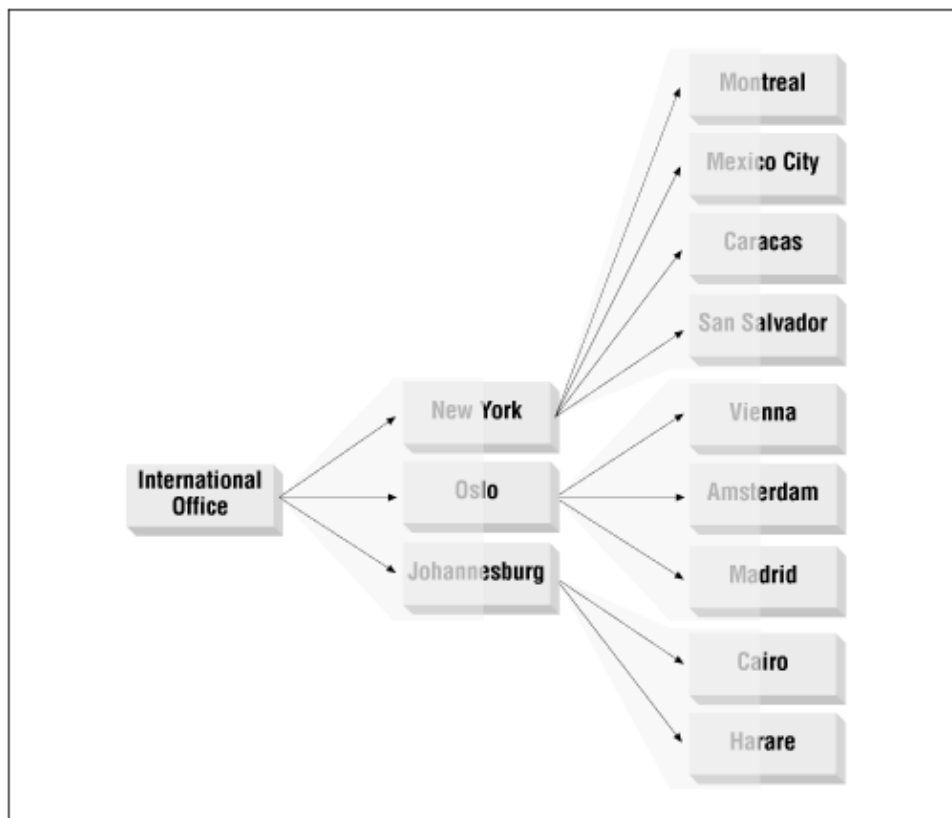 International
Office
New York
Oslo
Johannesburg
Montreal
Mexico City
Caracas
San Salvador
Vienna
Amsterdam
Madrid
Cairo
Harare